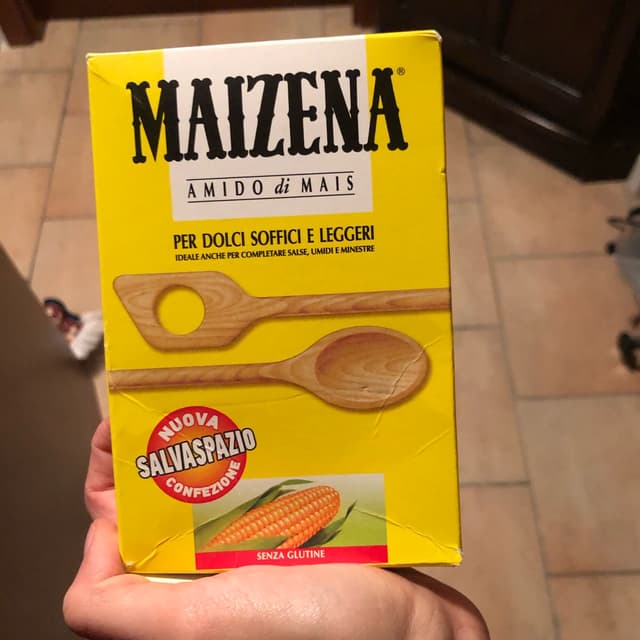 MAIZENA®
AMIDO di MAIS
PER DOLCI SOFFICI E LEGGERI
IDEALE ANCHE PER COMPLETARE SALSE, UMIDI E MINESTRE
NUOVA
SALVASPAZIO
CONFEZIONE
SENZA GLUTINE